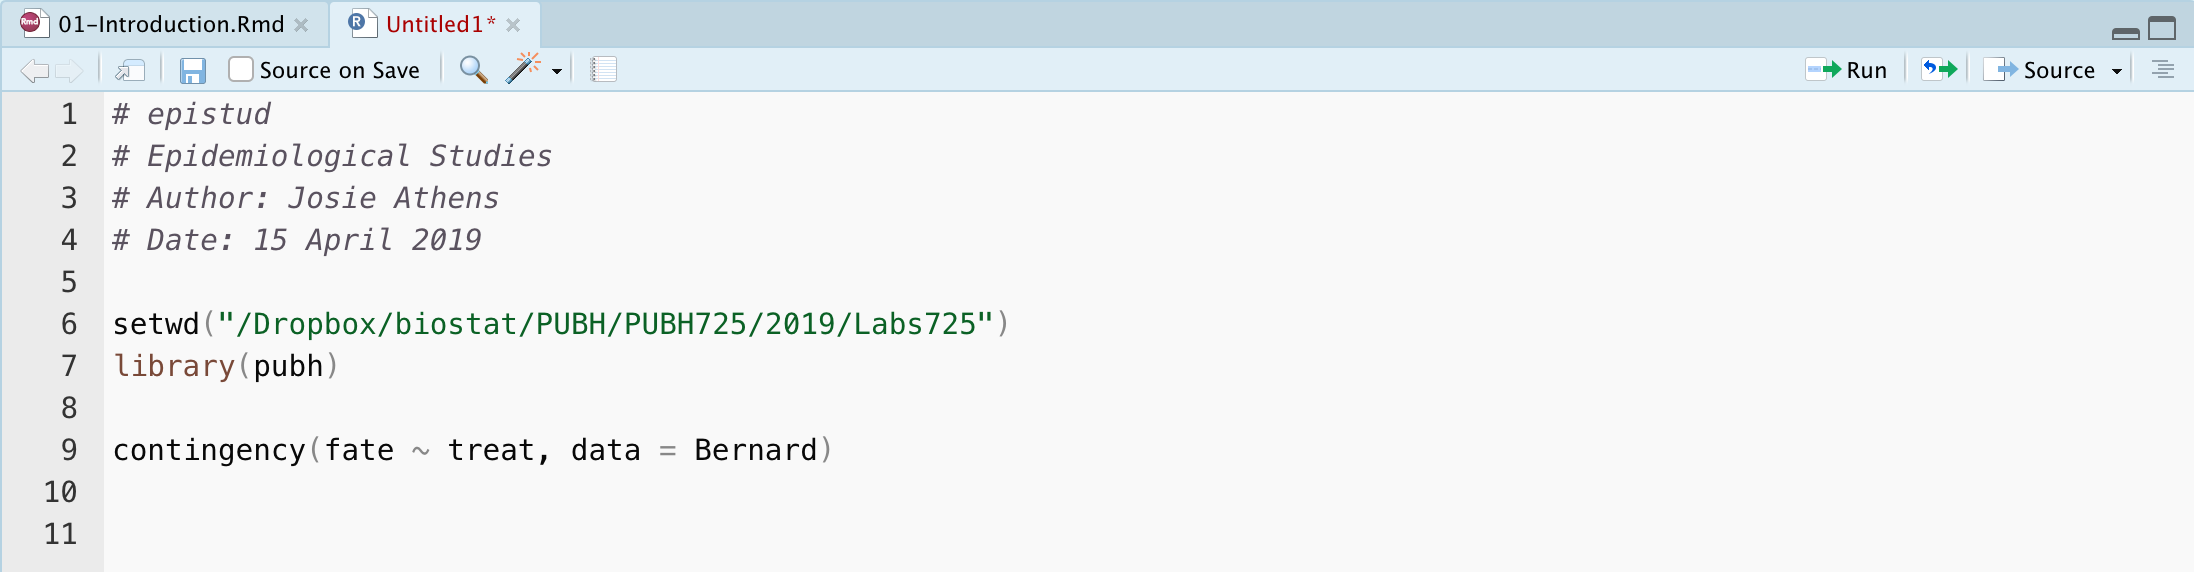 Rmd 01-Introduction.Rmd R Untitled1*
Source on Save Run Source
1 # epistud
2 # Epidemiological Studies
3 # Author: Josie Athens
4 # Date: 15 April 2019
5
6 setwd("/Dropbox/biostat/PUBH/PUBH725/2019/Labs725")
7 library(pubh)
8
9 contingency(fate ~ treat, data = Bernard)
10
11